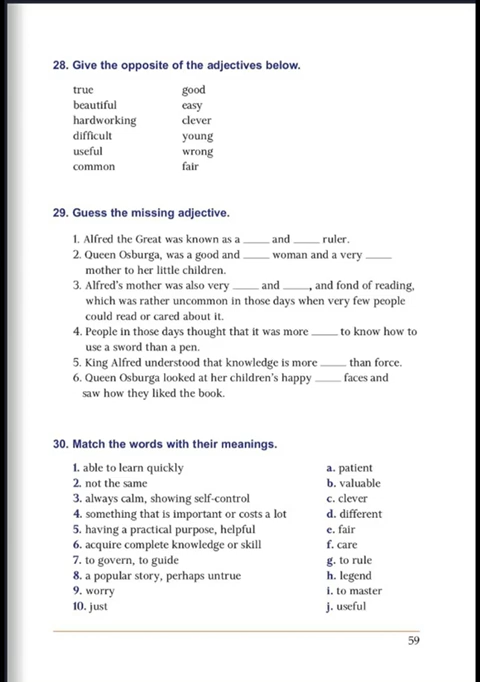 28. Give the opposite of the adjectives below.
true good
beautiful easy
hardworking clever
difficult young
useful wrong
common fair
29. Guess the missing adjective.
1. Alfred the Great was known as a ____ and ____ ruler.
2. Queen Osburga, was a good and ____ woman and a very ____
mother to her little children.
3. Alfred's mother was also very ____ and ____, and fond of reading,
which was rather uncommon in those days when very few people
could read or cared about it.
4. People in those days thought that it was more ____ to know how to
use a sword than a pen.
5. King Alfred understood that knowledge is more ____ than force.
6. Queen Osburga looked at her children's happy ____ faces and
saw how they liked the book.
30. Match the words with their meanings.
1. able to learn quickly a. patient
2. not the same b. valuable
3. always calm, showing self-control c. clever
4. something that is important or costs a lot d. different
5. having a practical purpose, helpful e. fair
6. acquire complete knowledge or skill f. care
7. to govern, to guide g. to rule
8. a popular story, perhaps untrue h. legend
9. worry i. to master
10. just j. useful
59